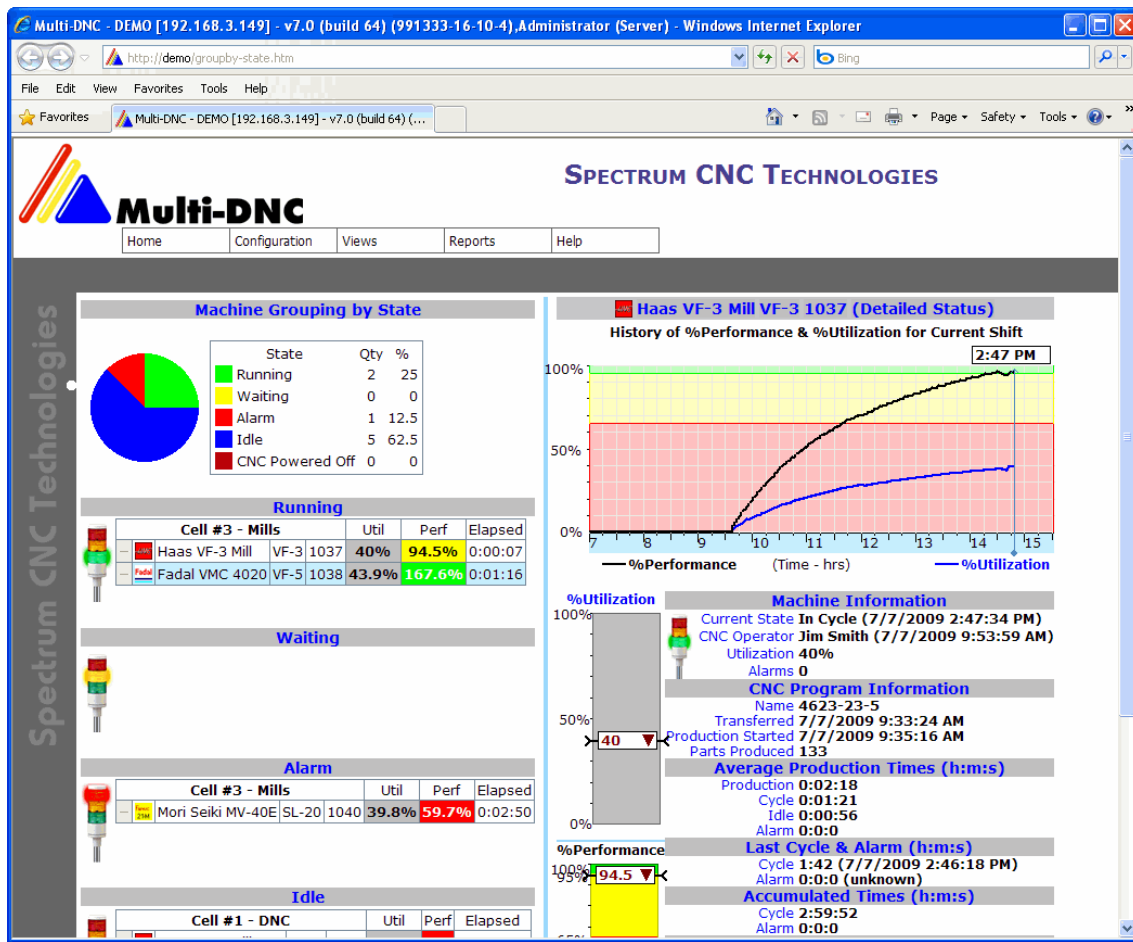 Multi-DNC - DEMO [192.168.3.149] - v7.0 (build 64) (991333-16-10-4),Administrator (Server) - Windows Internet Explorer
http://demo/groupby-state.htm
Bing
File Edit View Favorites Tools Help
Favorites
Multi-DNC - DEMO [192.168.3.149] - v7.0 (build 64) (...
Page Safety Tools
Multi-DNC
SPECTRUM CNC TECHNOLOGIES
Home Configuration Views Reports Help
Spectrum CNC Technologies
Machine Grouping by State
State Qty %
Running 2 25
Waiting 0 0
Alarm 1 12.5
Idle 5 62.5
CNC Powered Off 0 0
Running
Cell #3 - Mills Util Perf Elapsed
Haas VF-3 Mill VF-3 1037 40% 94.5% 0:00:07
Fadal Fadal VMC 4020 VF-5 1038 43.9% 167.6% 0:01:16
Waiting
Alarm
Cell #3 - Mills Util Perf Elapsed
Mori Seiki MV-40E SL-20 1040 39.8% 59.7% 0:02:50
Idle
Cell #1 - DNC Util Perf Elapsed
Haas VF-3 Mill VF-3 1037 (Detailed Status)
History of %Performance & %Utilization for Current Shift
2:47 PM
100%
50%
0%
7 8 9 10 11 12 13 14 15
%Performance (Time - hrs) %Utilization
%Utilization
100%
50%
40
0%
%Performance
100%
95%
94.5
65%
Machine Information
Current State In Cycle (7/7/2009 2:47:34 PM)
CNC Operator Jim Smith (7/7/2009 9:53:59 AM)
Utilization 40%
Alarms 0
CNC Program Information
Name 4623-23-5
Transferred 7/7/2009 9:33:24 AM
Production Started 7/7/2009 9:35:16 AM
Parts Produced 133
Average Production Times (h:m:s)
Production 0:02:18
Cycle 0:01:21
Idle 0:00:56
Alarm 0:0:0
Last Cycle & Alarm (h:m:s)
Cycle 1:42 (7/7/2009 2:46:18 PM)
Alarm 0:0:0 (unknown)
Accumulated Times (h:m:s)
Cycle 2:59:52
Alarm 0:0:0